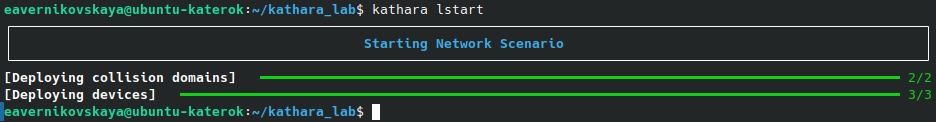 eavernikovskaya@ubuntu-katerok:~/kathara_lab$ kathara lstart
Starting Network Scenario
[Deploying collision domains] 2/2
[Deploying devices] 3/3
eavernikovskaya@ubuntu-katerok:~/kathara_lab$